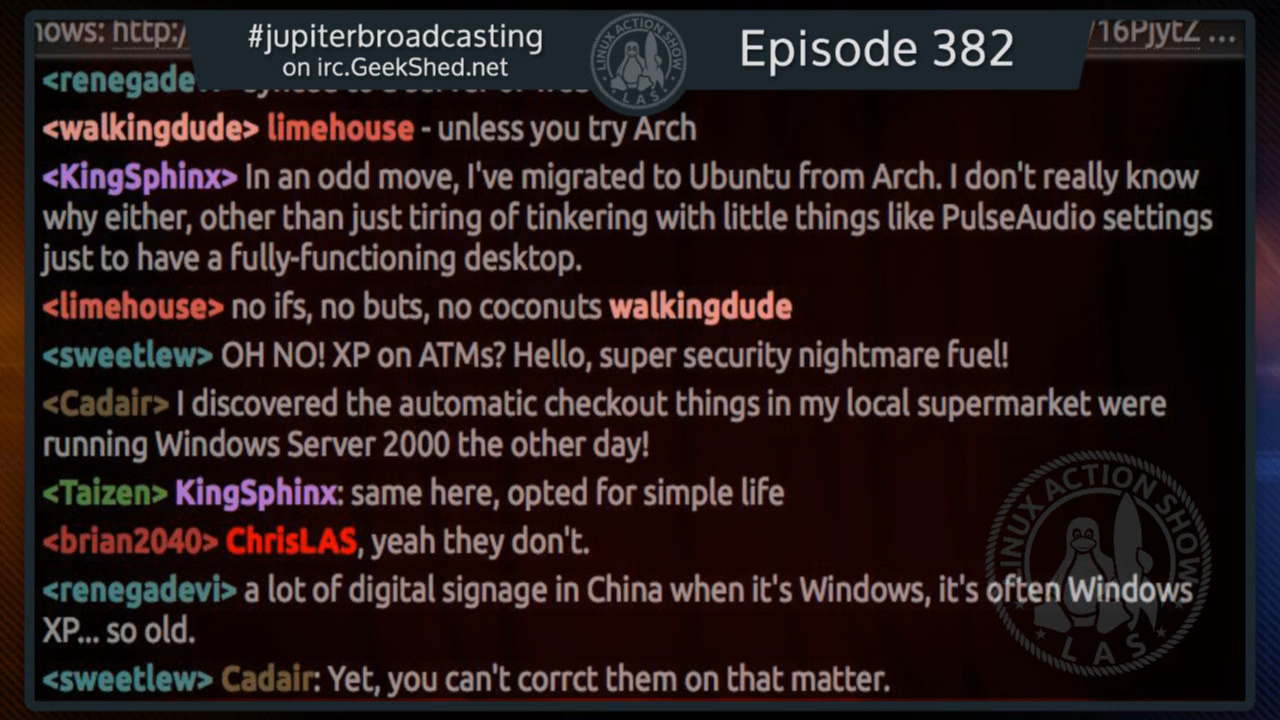 #jupiterbroadcasting
on irc.GeekShed.net
LINUX ACTION SHOW
LAS
Episode 382
nows: http:/
/16PjytZ ...
<renegade
<walkingdude> limehouse - unless you try Arch
<KingSphinx> In an odd move, I've migrated to Ubuntu from Arch. I don't really know
why either, other than just tiring of tinkering with little things like PulseAudio settings
just to have a fully-functioning desktop.
<limehouse> no ifs, no buts, no coconuts walkingdude
<sweetlew> OH NO! XP on ATMs? Hello, super security nightmare fuel!
<Cadair> I discovered the automatic checkout things in my local supermarket were
running Windows Server 2000 the other day!
<Taizen> KingSphinx: same here, opted for simple life
<brian2040> ChrisLAS, yeah they don't.
<renegadevi> a lot of digital signage in China when it's Windows, it's often Windows
XP... so old.
<sweetlew> Cadair: Yet, you can't corrct them on that matter.
LINUX ACTION SHOW
LAS